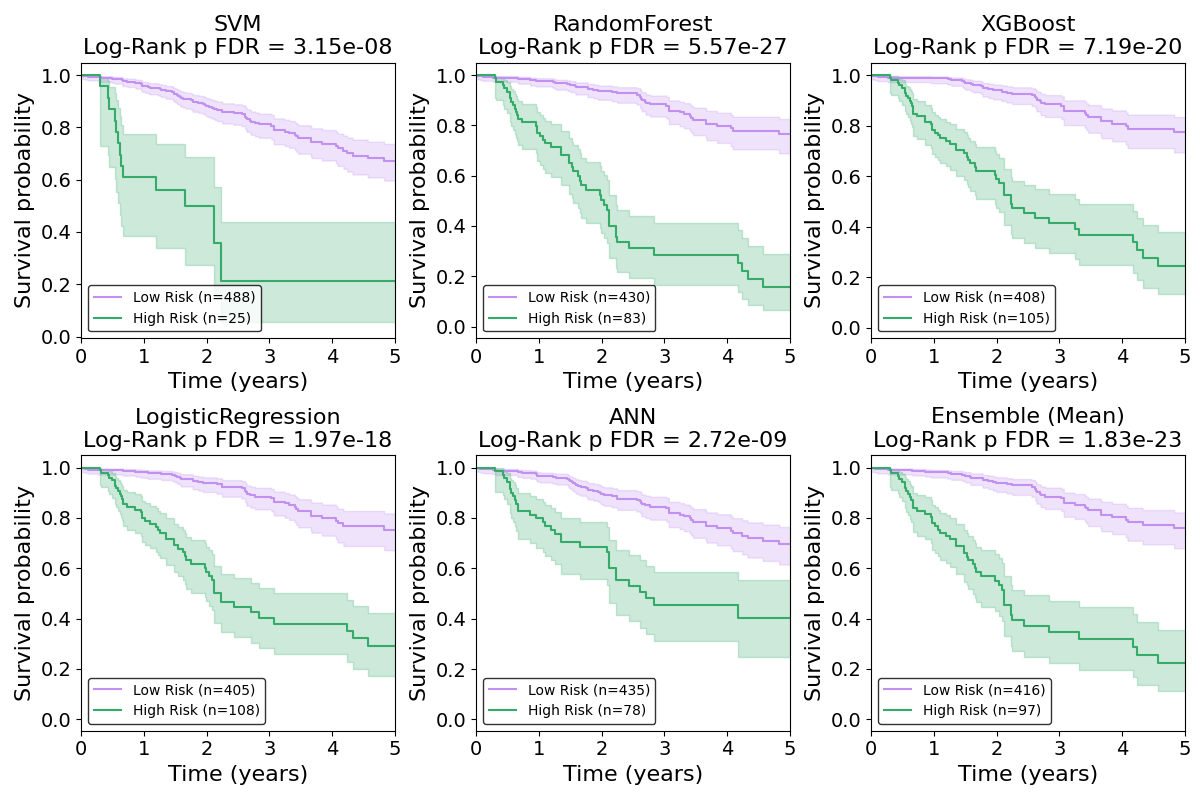 SVM
Log-Rank p FDR = 3.15e-08
Survival probability
1.0
0.8
0.6
0.4
0.2
0.0
Low Risk (n=488)
High Risk (n=25)
0 1 2 3 4 5
Time (years)
RandomForest
Log-Rank p FDR = 5.57e-27
Survival probability
1.0
0.8
0.6
0.4
0.2
0.0
Low Risk (n=430)
High Risk (n=83)
0 1 2 3 4 5
Time (years)
XGBoost
Log-Rank p FDR = 7.19e-20
Survival probability
1.0
0.8
0.6
0.4
0.2
0.0
Low Risk (n=408)
High Risk (n=105)
0 1 2 3 4 5
Time (years)
LogisticRegression
Log-Rank p FDR = 1.97e-18
Survival probability
1.0
0.8
0.6
0.4
0.2
0.0
Low Risk (n=405)
High Risk (n=108)
0 1 2 3 4 5
Time (years)
ANN
Log-Rank p FDR = 2.72e-09
Survival probability
1.0
0.8
0.6
0.4
0.2
0.0
Low Risk (n=435)
High Risk (n=78)
0 1 2 3 4 5
Time (years)
Ensemble (Mean)
Log-Rank p FDR = 1.83e-23
Survival probability
1.0
0.8
0.6
0.4
0.2
0.0
Low Risk (n=416)
High Risk (n=97)
0 1 2 3 4 5
Time (years)